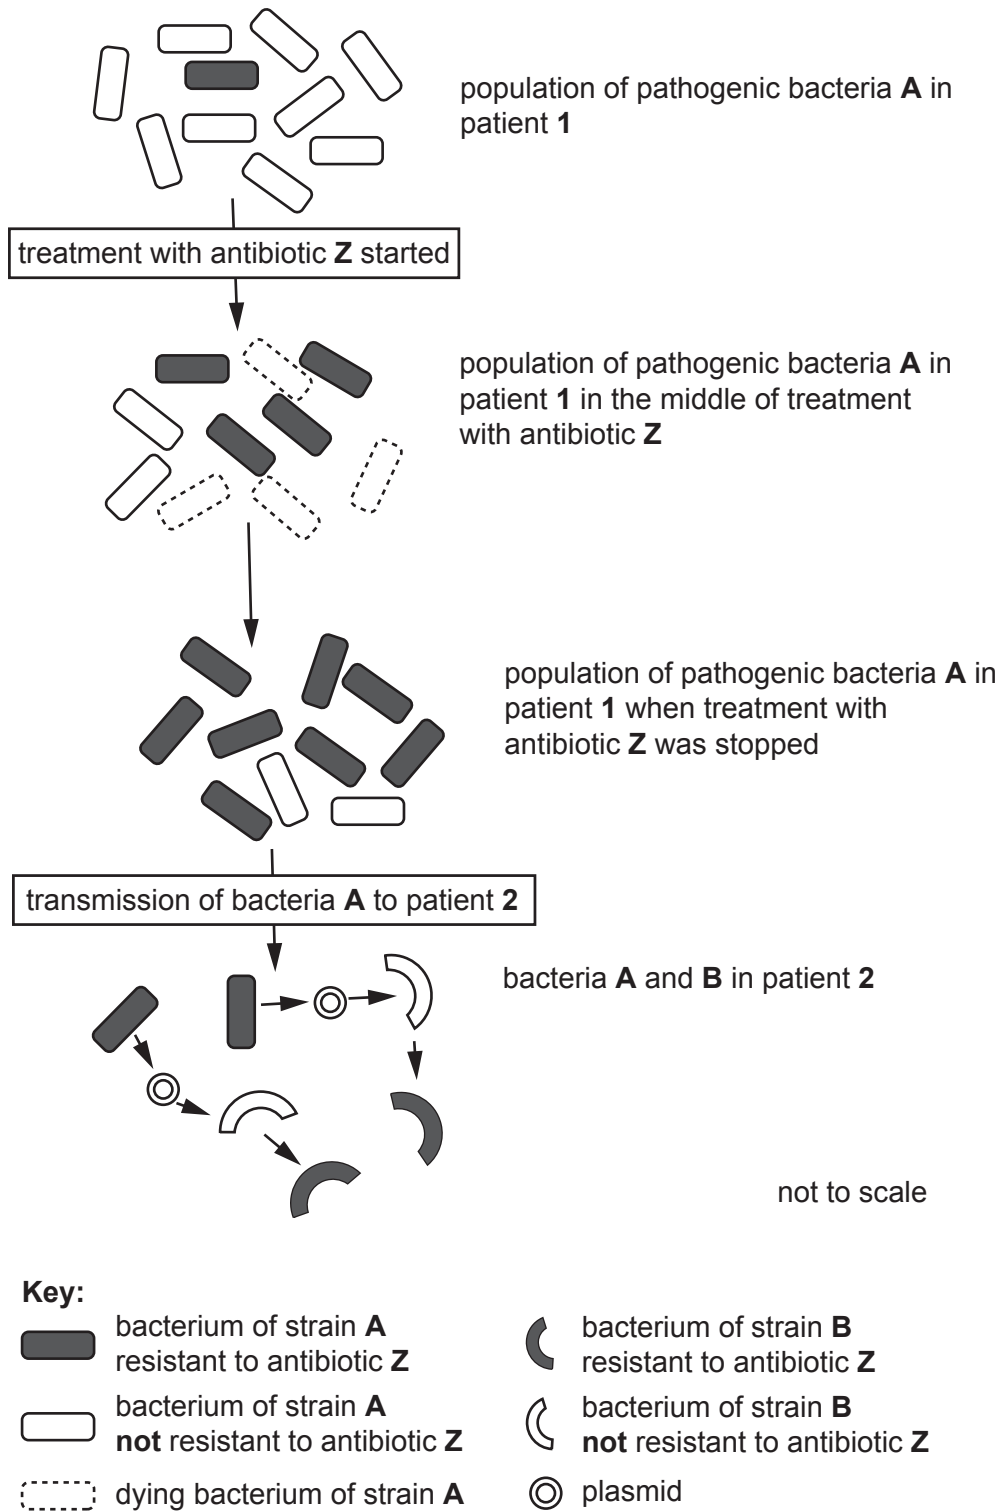 population of pathogenic bacteria A in
patient 1
treatment with antibiotic Z started
population of pathogenic bacteria A in
patient 1 in the middle of treatment
with antibiotic Z
population of pathogenic bacteria A in
patient 1 when treatment with
antibiotic Z was stopped
transmission of bacteria A to patient 2
bacteria A and B in patient 2
not to scale
Key:
bacterium of strain A
resistant to antibiotic Z
bacterium of strain A
not resistant to antibiotic Z
dying bacterium of strain A
bacterium of strain B
resistant to antibiotic Z
bacterium of strain B
not resistant to antibiotic Z
plasmid